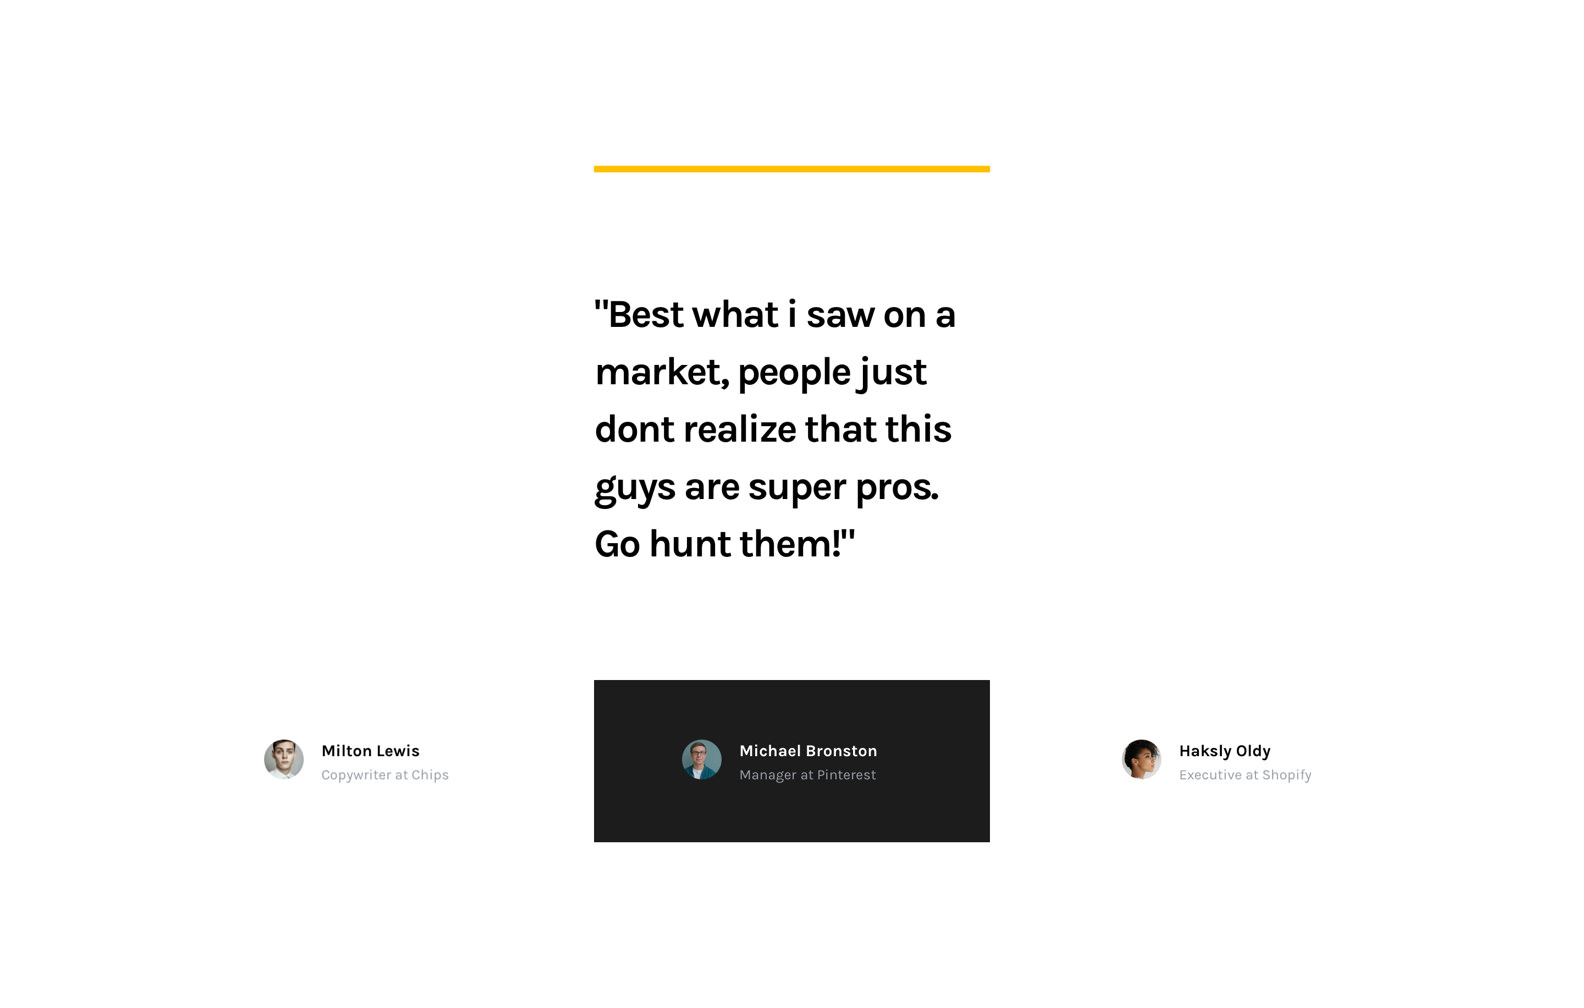 "Best what i saw on a
market, people just
dont realize that this
guys are super pros.
Go hunt them!"
Milton Lewis
Copywriter at Chips
Michael Bronston
Manager at Pinterest
Haksly Oldy
Executive at Shopify